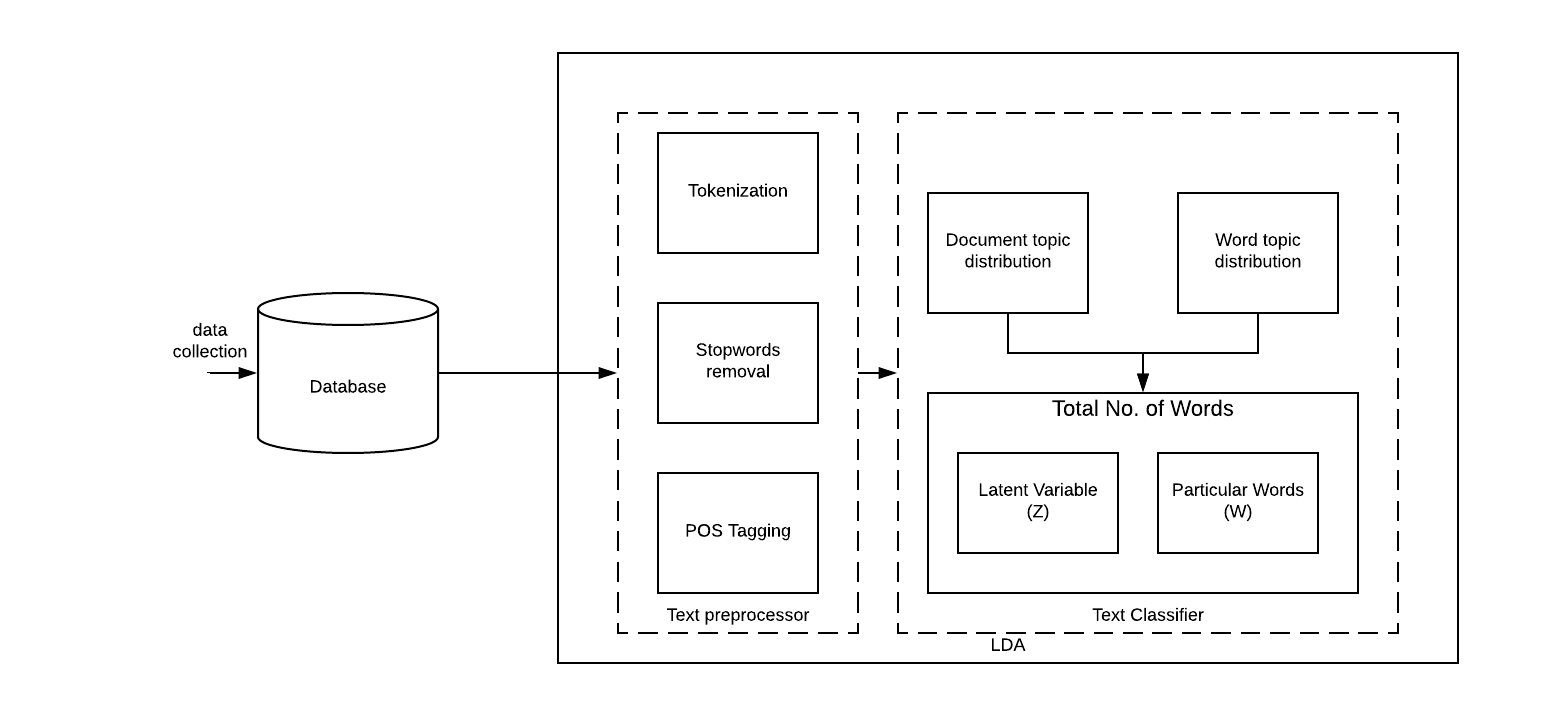 data
collection
Database
Tokenization
Stopwords
removal
POS Tagging
Text preprocessor
Document topic
distribution
Word topic
distribution
Total No. of Words
Latent Variable
(Z)
Particular Words
(W)
Text Classifier
LDA